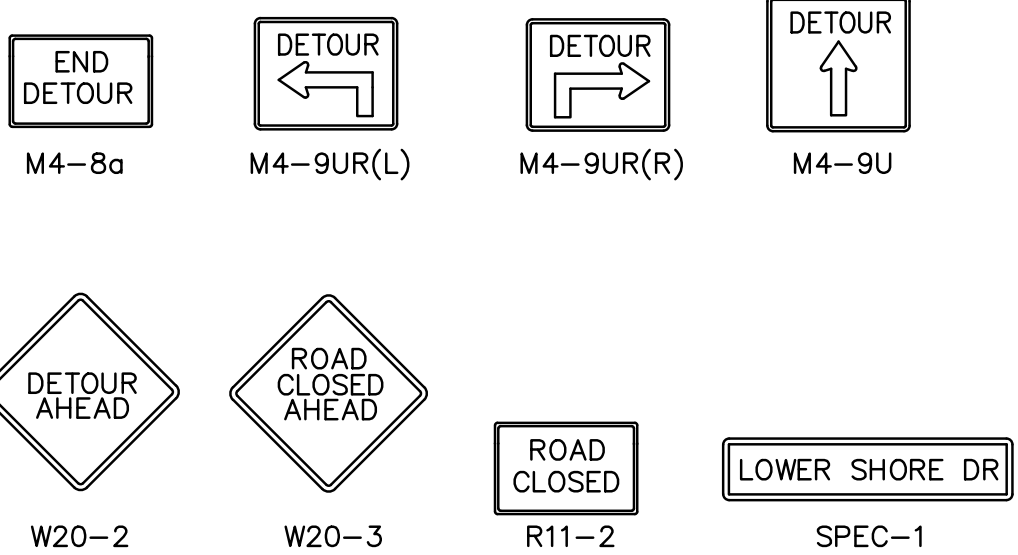 END
DETOUR
M4-8a
DETOUR
M4-9UR(L)
DETOUR
M4-9UR(R)
DETOUR
M4-9U
DETOUR
AHEAD
W20-2
ROAD
CLOSED
AHEAD
W20-3
ROAD
CLOSED
R11-2
LOWER SHORE DR
SPEC-1